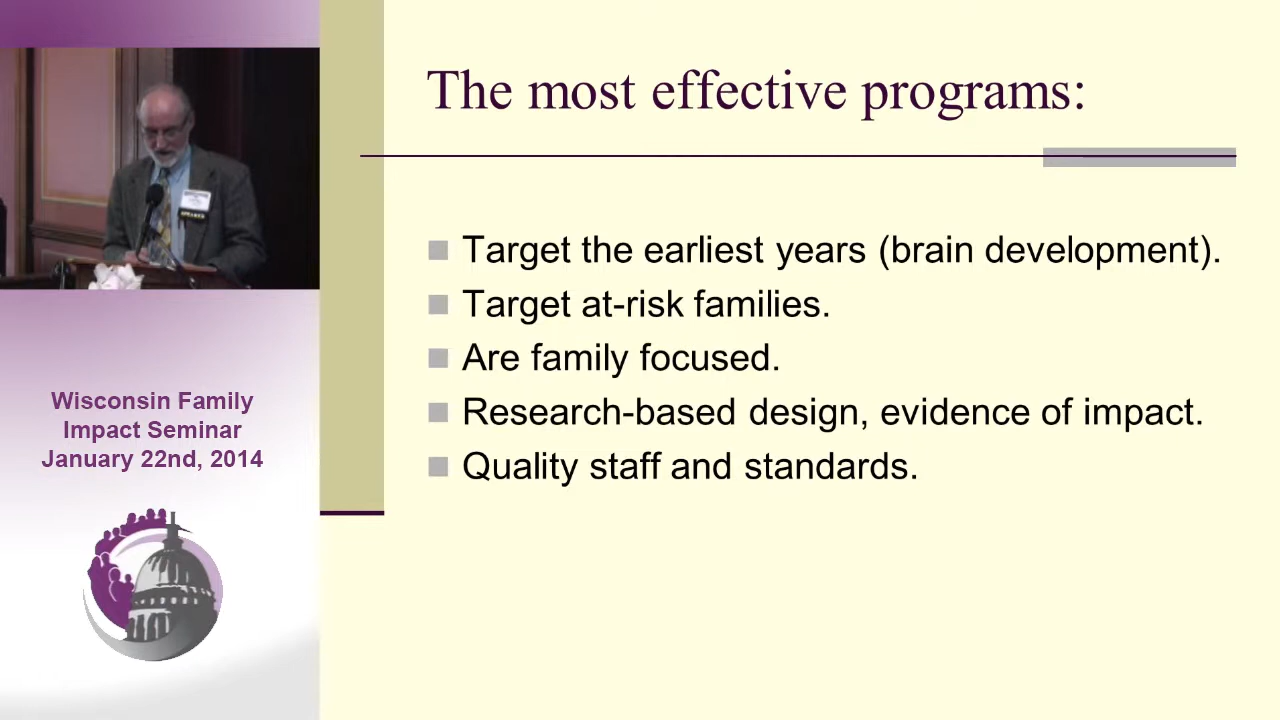 The most effective programs:
Target the earliest years (brain development).
Target at-risk families.
Are family focused.
Research-based design, evidence of impact.
Quality staff and standards.
Wisconsin Family
Impact Seminar
January 22nd, 2014
SPEAKER